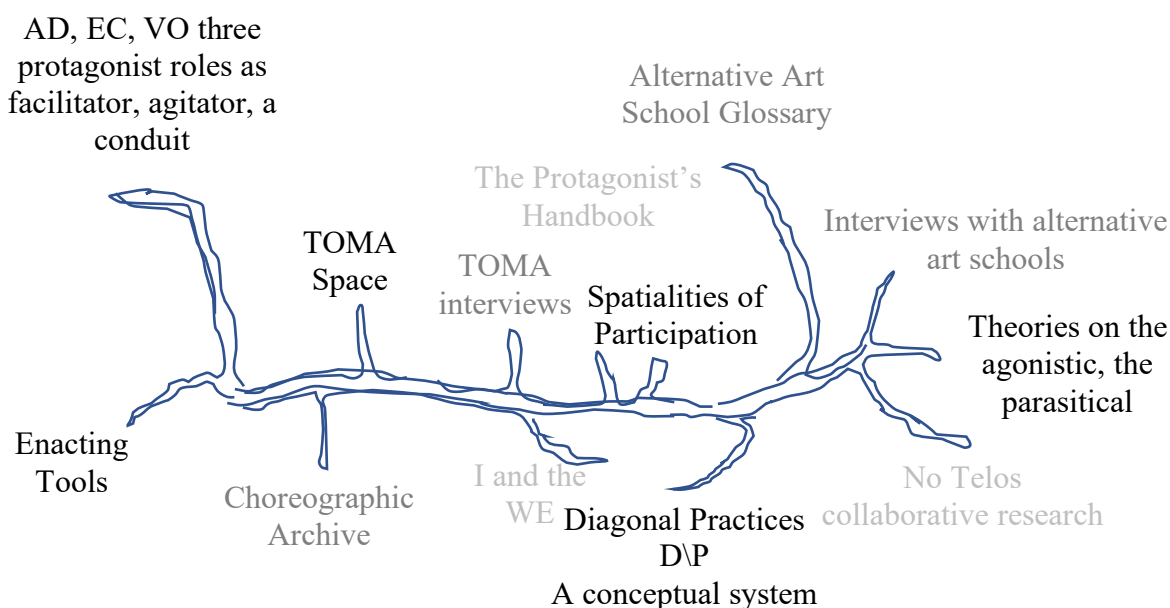 AD, EC, VO three
protagonist roles as
facilitator, agitator, a
conduit
Alternative Art
School Glossary
The Protagonist’s
Handbook
Interviews with alternative
art schools
TOMA
Space
TOMA
interviews
Spatialities of
Participation
Theories on the
agonistic, the
parasitical
Enacting
Tools
Choreographic
Archive
I and the
WE
Diagonal Practices
D\P
A conceptual system
No Telos
collaborative research